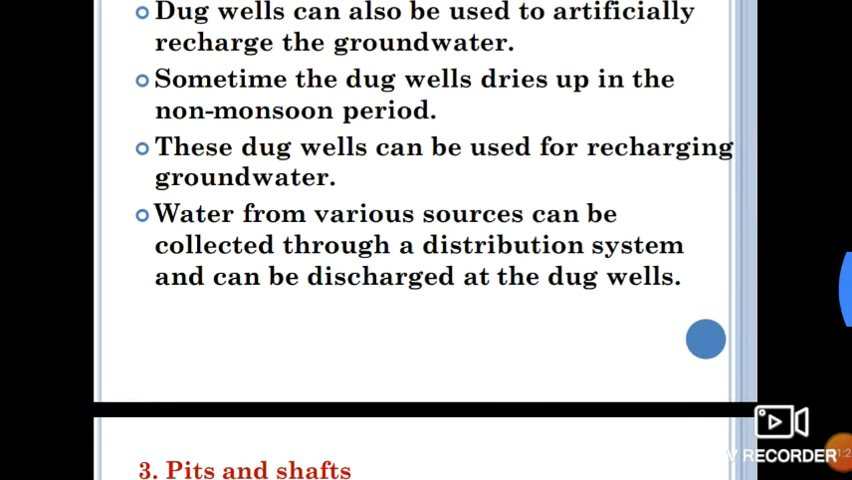 Dug wells can also be used to artificially
recharge the groundwater.
Sometime the dug wells dries up in the
non-monsoon period.
These dug wells can be used for recharging
groundwater.
Water from various sources can be
collected through a distribution system
and can be discharged at the dug wells.
3. Pits and shafts
RECORDER